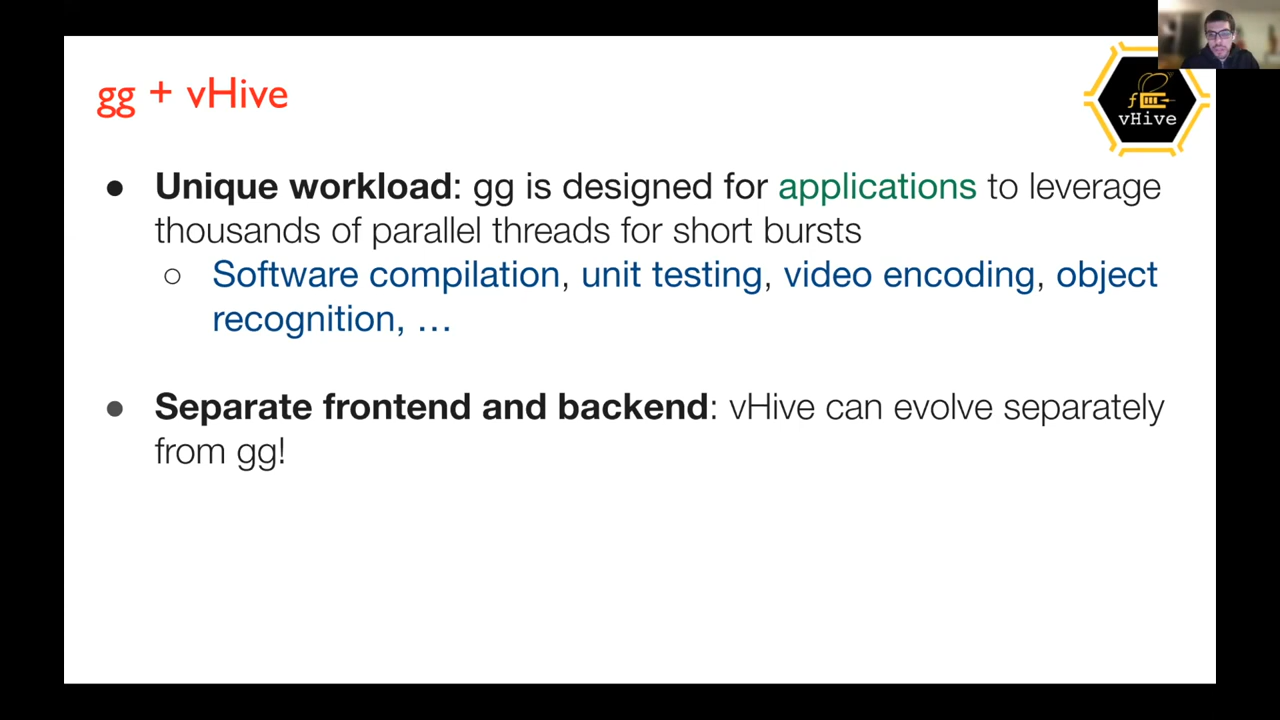 gg + vHive
vHive
● Unique workload: gg is designed for applications to leverage
thousands of parallel threads for short bursts
○ Software compilation, unit testing, video encoding, object
recognition, …
● Separate frontend and backend: vHive can evolve separately
from gg!